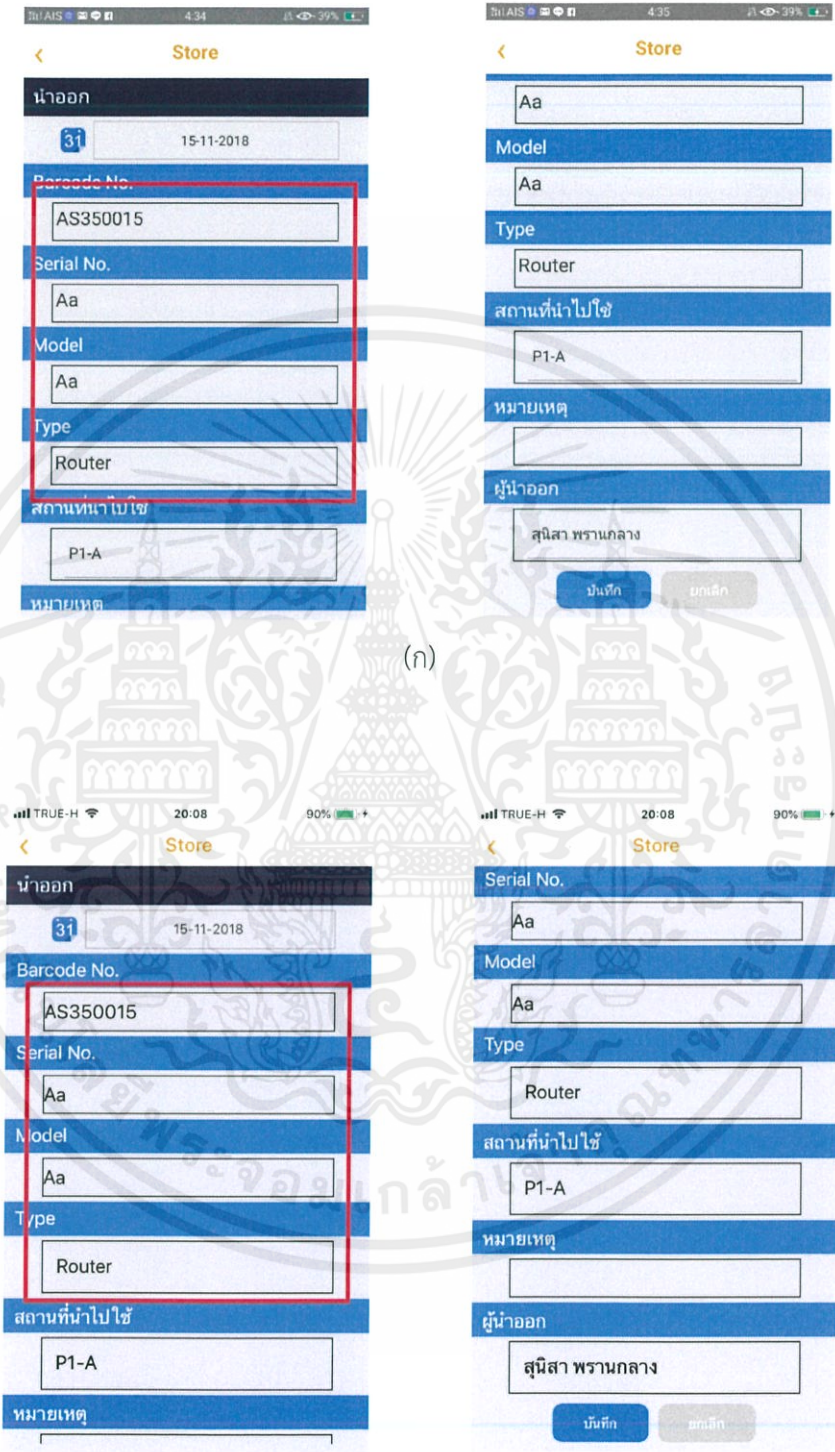 AIS 4:34 39%
Store
นำออก
31 15-11-2018
Barcode No.
AS350015
Serial No.
Aa
Model
Aa
Type
Router
สถานที่นำไปใช้
P1-A
หมายเหตุ
AIS 4:35 39%
Store
Aa
Model
Aa
Type
Router
สถานที่นำไปใช้
P1-A
หมายเหตุ
ผู้นำออก
สุนิสา พรานกลาง
บันทึก ยกเลิก
(ก)
TRUE-H 20:08 90%
Store
นำออก
31 15-11-2018
Barcode No.
AS350015
Serial No.
Aa
Model
Aa
Type
Router
สถานที่นำไปใช้
P1-A
หมายเหตุ
TRUE-H 20:08 90%
Store
Serial No.
Aa
Model
Aa
Type
Router
สถานที่นำไปใช้
P1-A
หมายเหตุ
ผู้นำออก
สุนิสา พรานกลาง
บันทึก ยกเลิก